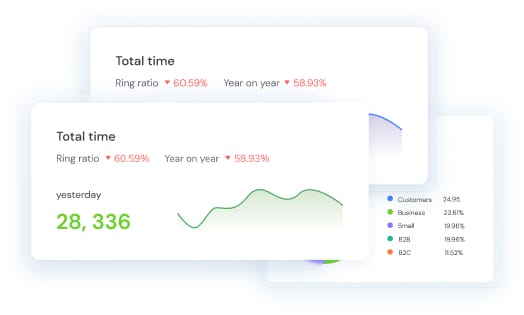 Total time
Ring ratio ▼ 60.59% Year on year ▼ 58.93%
Total time
Ring ratio ▼ 60.59% Year on year ▼ 58.93%
yesterday
28, 336
Customers 24.95
Business 23.61%
Small 19.96%
B2B 19.96%
B2C 11.52%